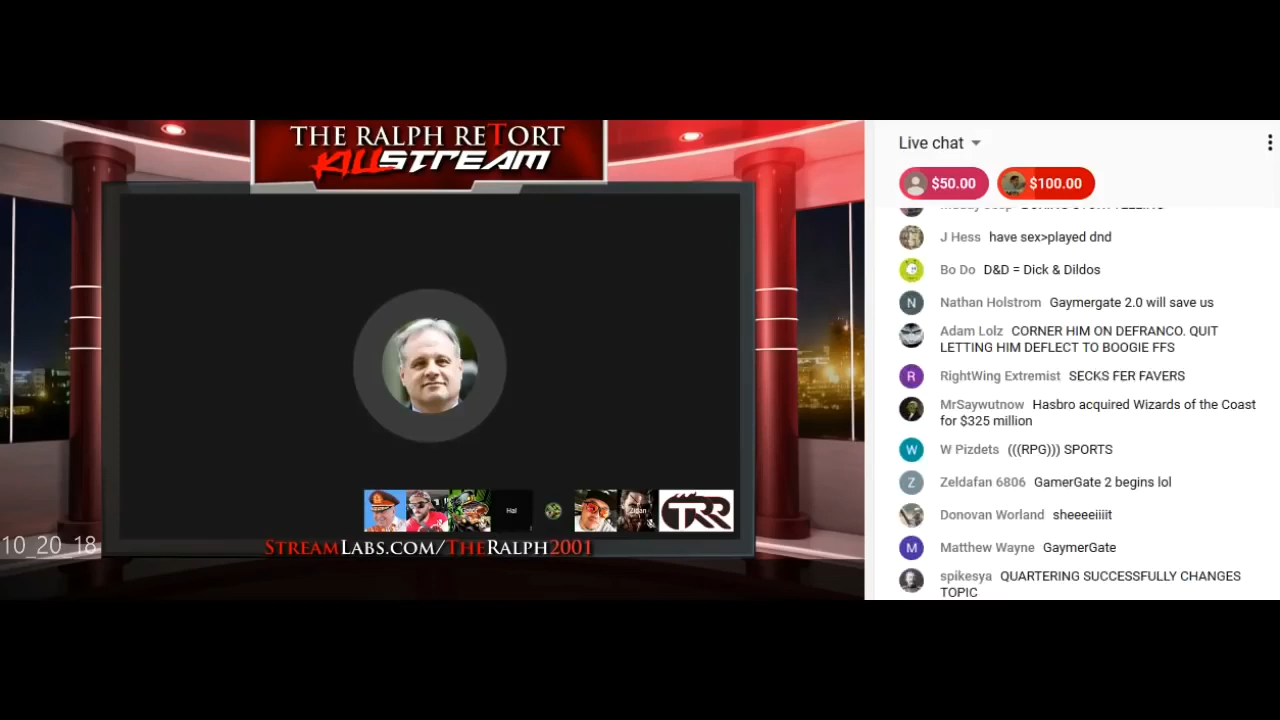 THE RALPH RETORT
KILLSTREAM
Hal
TRR
10 20 18
STREAMLABS.COM/THERALPH2001
Live chat
$50.00
$100.00
J Hess have sex>played dnd
Bo Do D&D = Dick & Dildos
N
Nathan Holstrom Gaymergate 2.0 will save us
Adam Lolz CORNER HIM ON DEFRANCO. QUIT
LETTING HIM DEFLECT TO BOOGIE FFS
R
RightWing Extremist SECKS FER FAVERS
MrSaywutnow Hasbro acquired Wizards of the Coast
for $325 million
W
W Pizdets (((RPG))) SPORTS
Z
Zeldafan 6806 GamerGate 2 begins lol
Donovan Worland sheeeeiiiit
M
Matthew Wayne GaymerGate
spikesya QUARTERING SUCCESSFULLY CHANGES
TOPIC